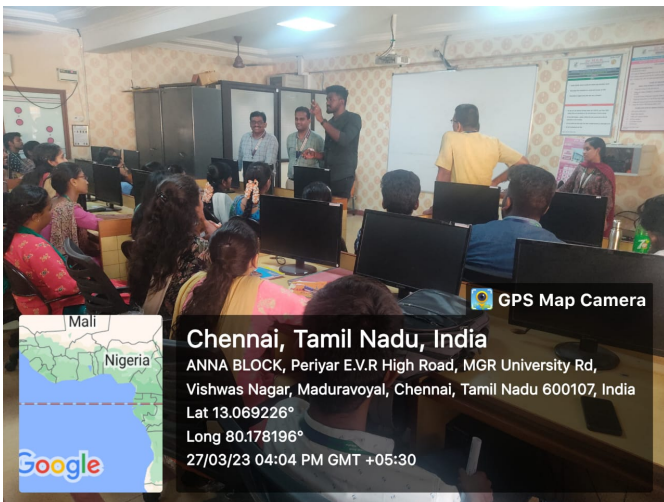 GPS Map Camera
Mali
Nigeria
Google
Chennai, Tamil Nadu, India
ANNA BLOCK, Periyar E.V.R High Road, MGR University Rd,
Vishwas Nagar, Maduravoyal, Chennai, Tamil Nadu 600107, India
Lat 13.069226°
Long 80.178196°
27/03/23 04:04 PM GMT +05:30